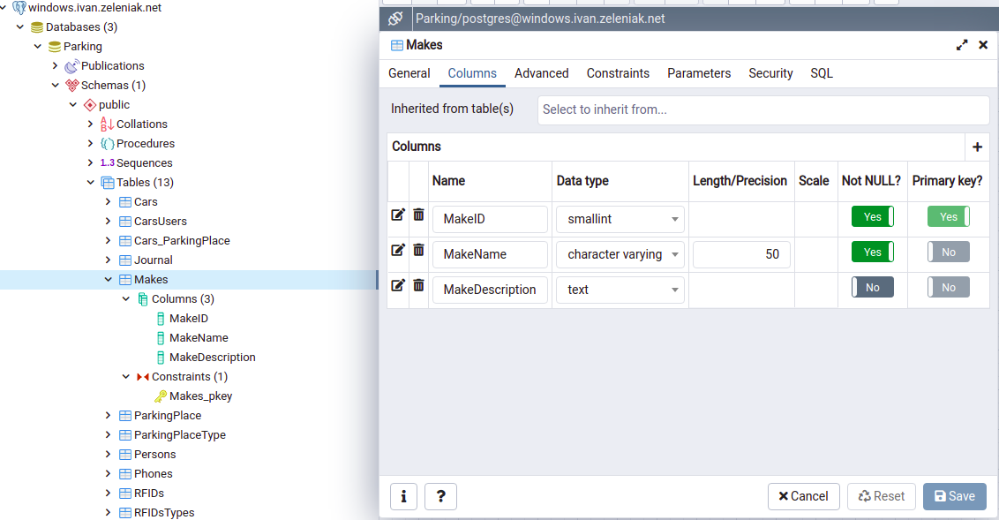 windows.ivan.zeleniak.net
Databases (3)
Parking
Publications
Schemas (1)
public
Collations
Procedures
1..3 Sequences
Tables (13)
Cars
CarsUsers
Cars_ParkingPlace
Journal
Makes
Columns (3)
MakeID
MakeName
MakeDescription
Constraints (1)
Makes_pkey
ParkingPlace
ParkingPlaceType
Persons
Phones
RFIDs
RFIDsTypes
Parking/postgres@windows.ivan.zeleniak.net
Makes
General Columns Advanced Constraints Parameters Security SQL
Inherited from table(s) Select to inherit from...
Columns +
Name Data type Length/Precision Scale Not NULL? Primary key?
MakeID smallint Yes Yes
MakeName character varying 50 Yes No
MakeDescription text No No
i ? Cancel Reset Save